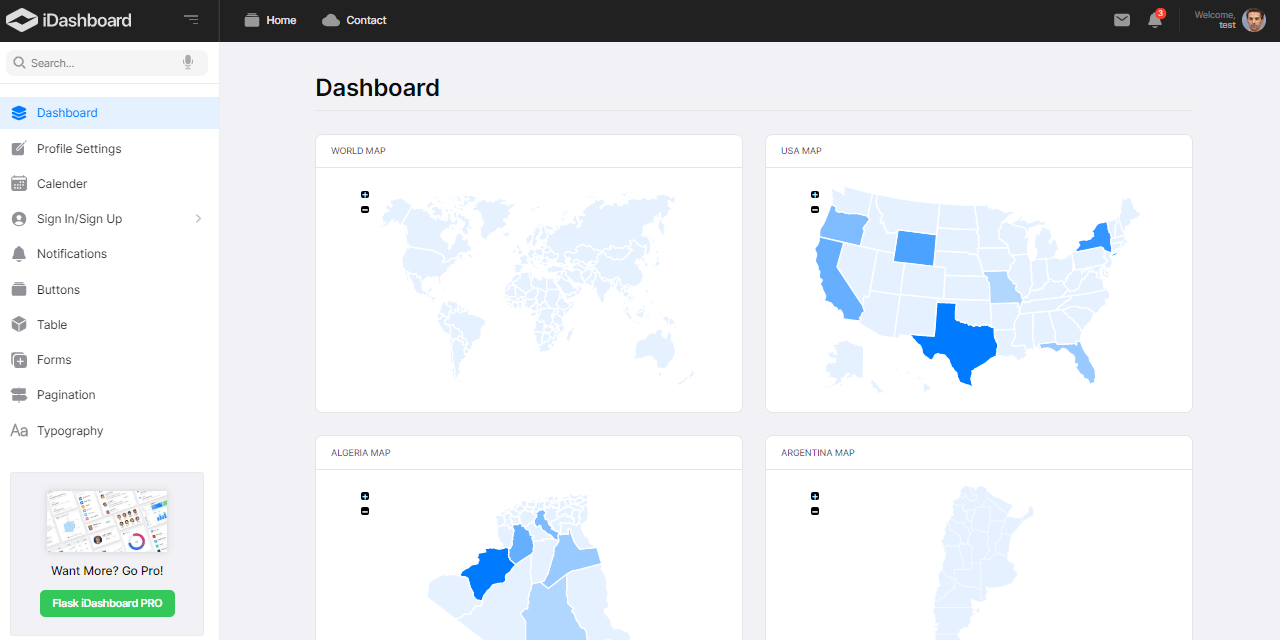 iDashboard
Home
Contact
3
Welcome,
test
Search...
Dashboard
Profile Settings
Calender
Sign In/Sign Up
Notifications
Buttons
Table
Forms
Pagination
Aa Typography
Want More? Go Pro!
Flask iDashboard PRO
Dashboard
WORLD MAP
USA MAP
ALGERIA MAP
ARGENTINA MAP